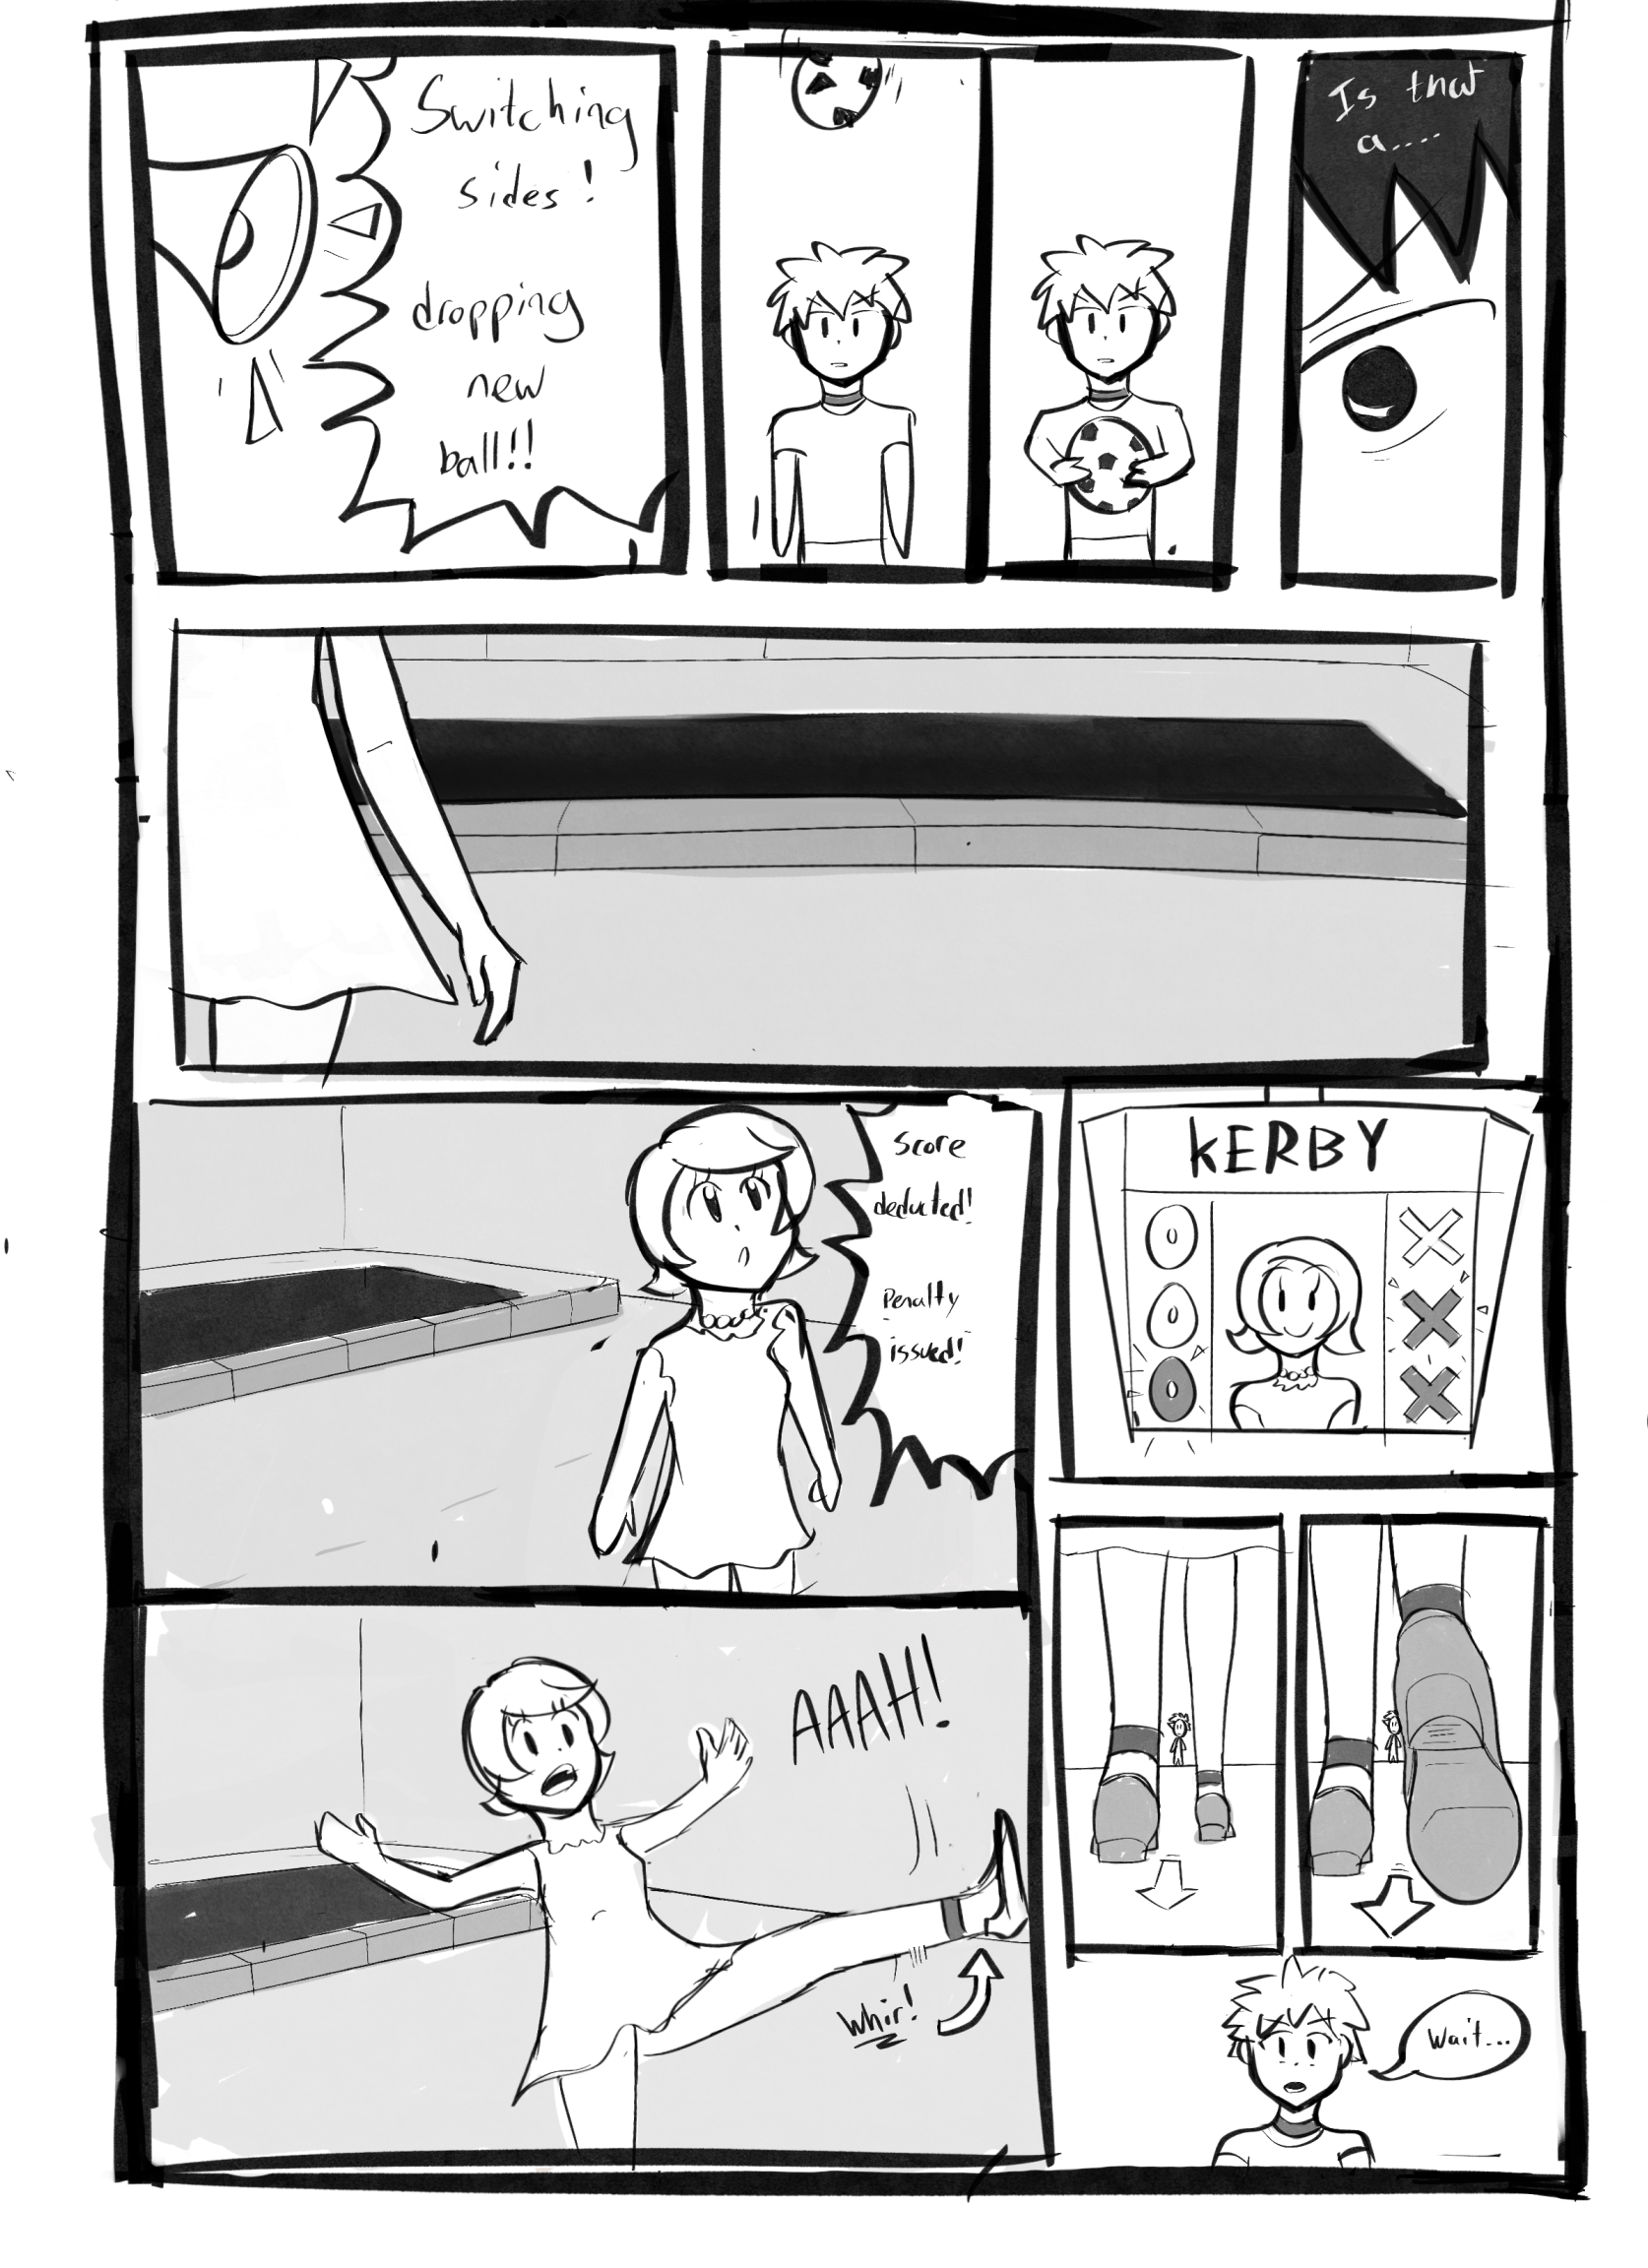 Switching
sides!
dropping
new
ball!!
Is that
a....
Score
deducted!
Penalty
issued!
KERBY
AAAH!
Whir!
Wait...